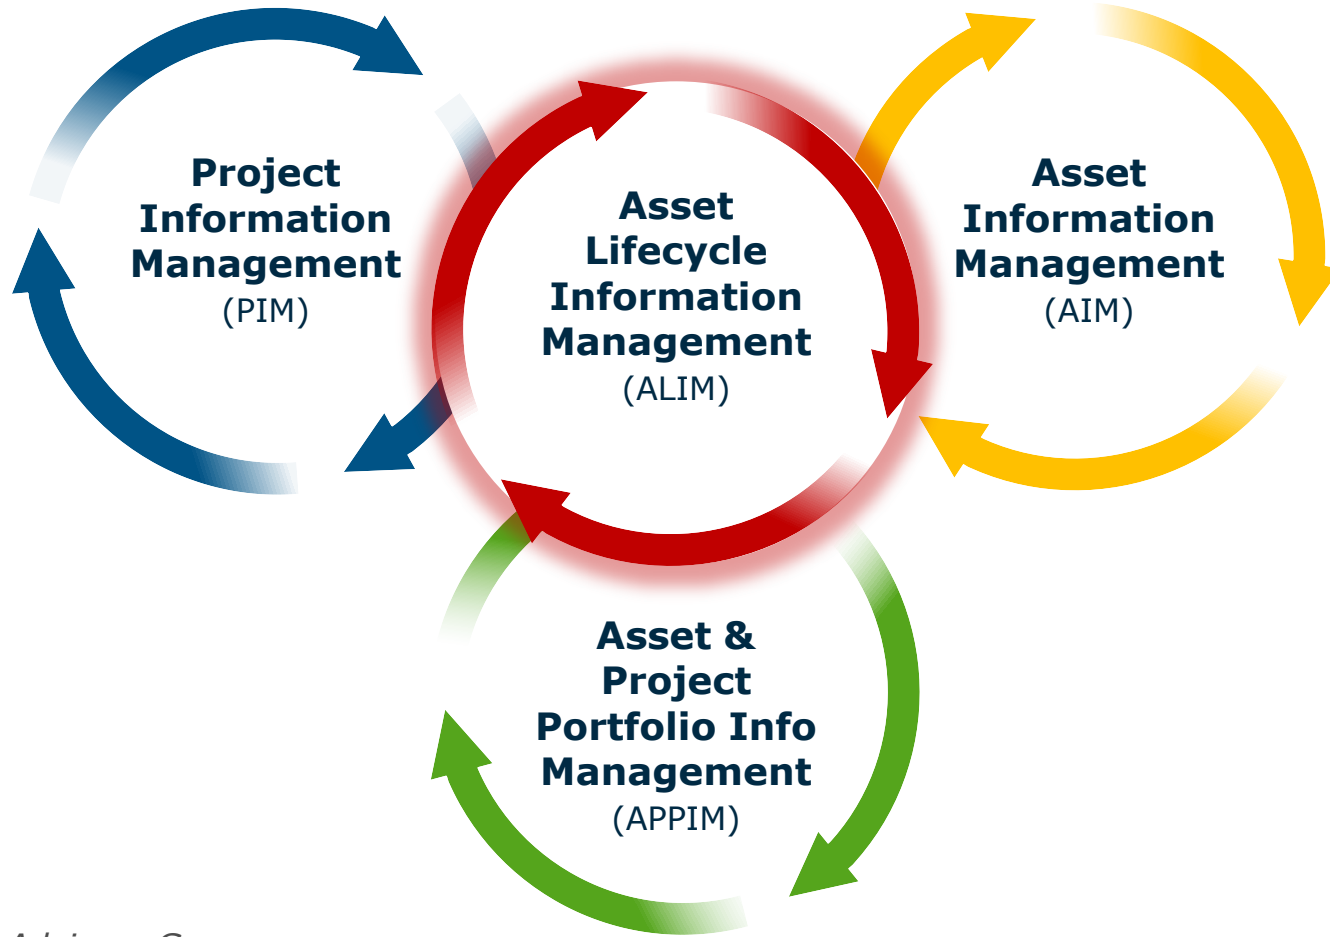 Project
Information
Management
(PIM)
Asset
Lifecycle
Information
Management
(ALIM)
Asset
Information
Management
(AIM)
Asset &
Project
Portfolio Info
Management
(APPIM)